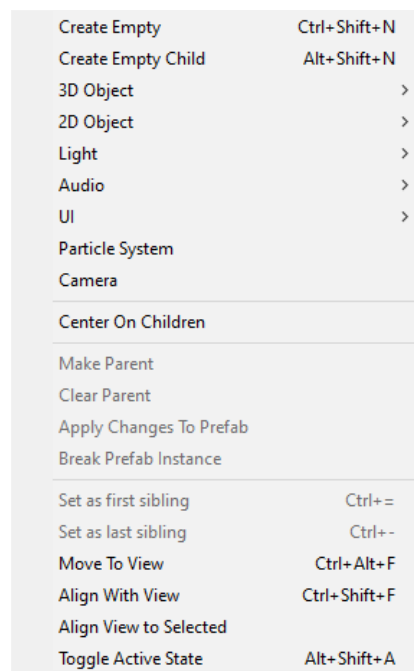 Create Empty Ctrl+Shift+N
Create Empty Child Alt+Shift+N
3D Object
2D Object
Light
Audio
UI
Particle System
Camera
Center On Children
Make Parent
Clear Parent
Apply Changes To Prefab
Break Prefab Instance
Set as first sibling Ctrl+=
Set as last sibling Ctrl+-
Move To View Ctrl+Alt+F
Align With View Ctrl+Shift+F
Align View to Selected
Toggle Active State Alt+Shift+A